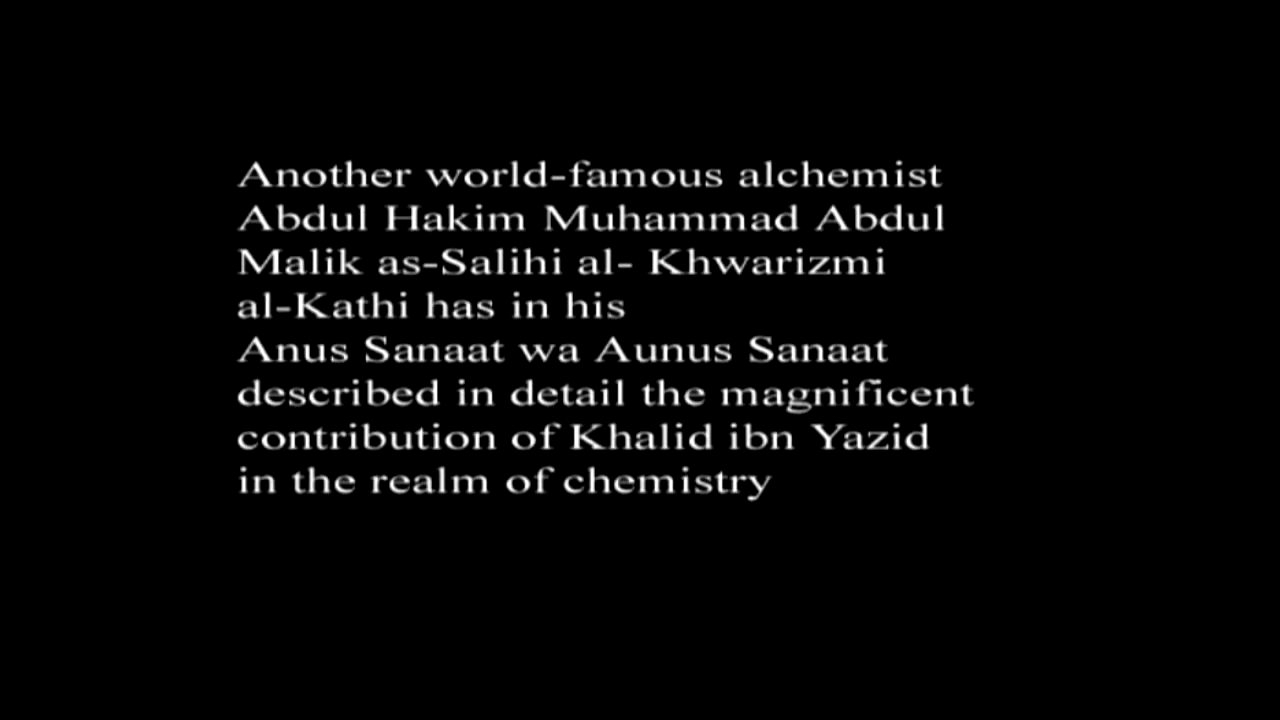 Another world-famous alchemist
Abdul Hakim Muhammad Abdul
Malik as-Salihi al- Khwarizmi
al-Kathi has in his
Anus Sanaat wa Aunus Sanaat
described in detail the magnificent
contribution of Khalid ibn Yazid
in the realm of chemistry